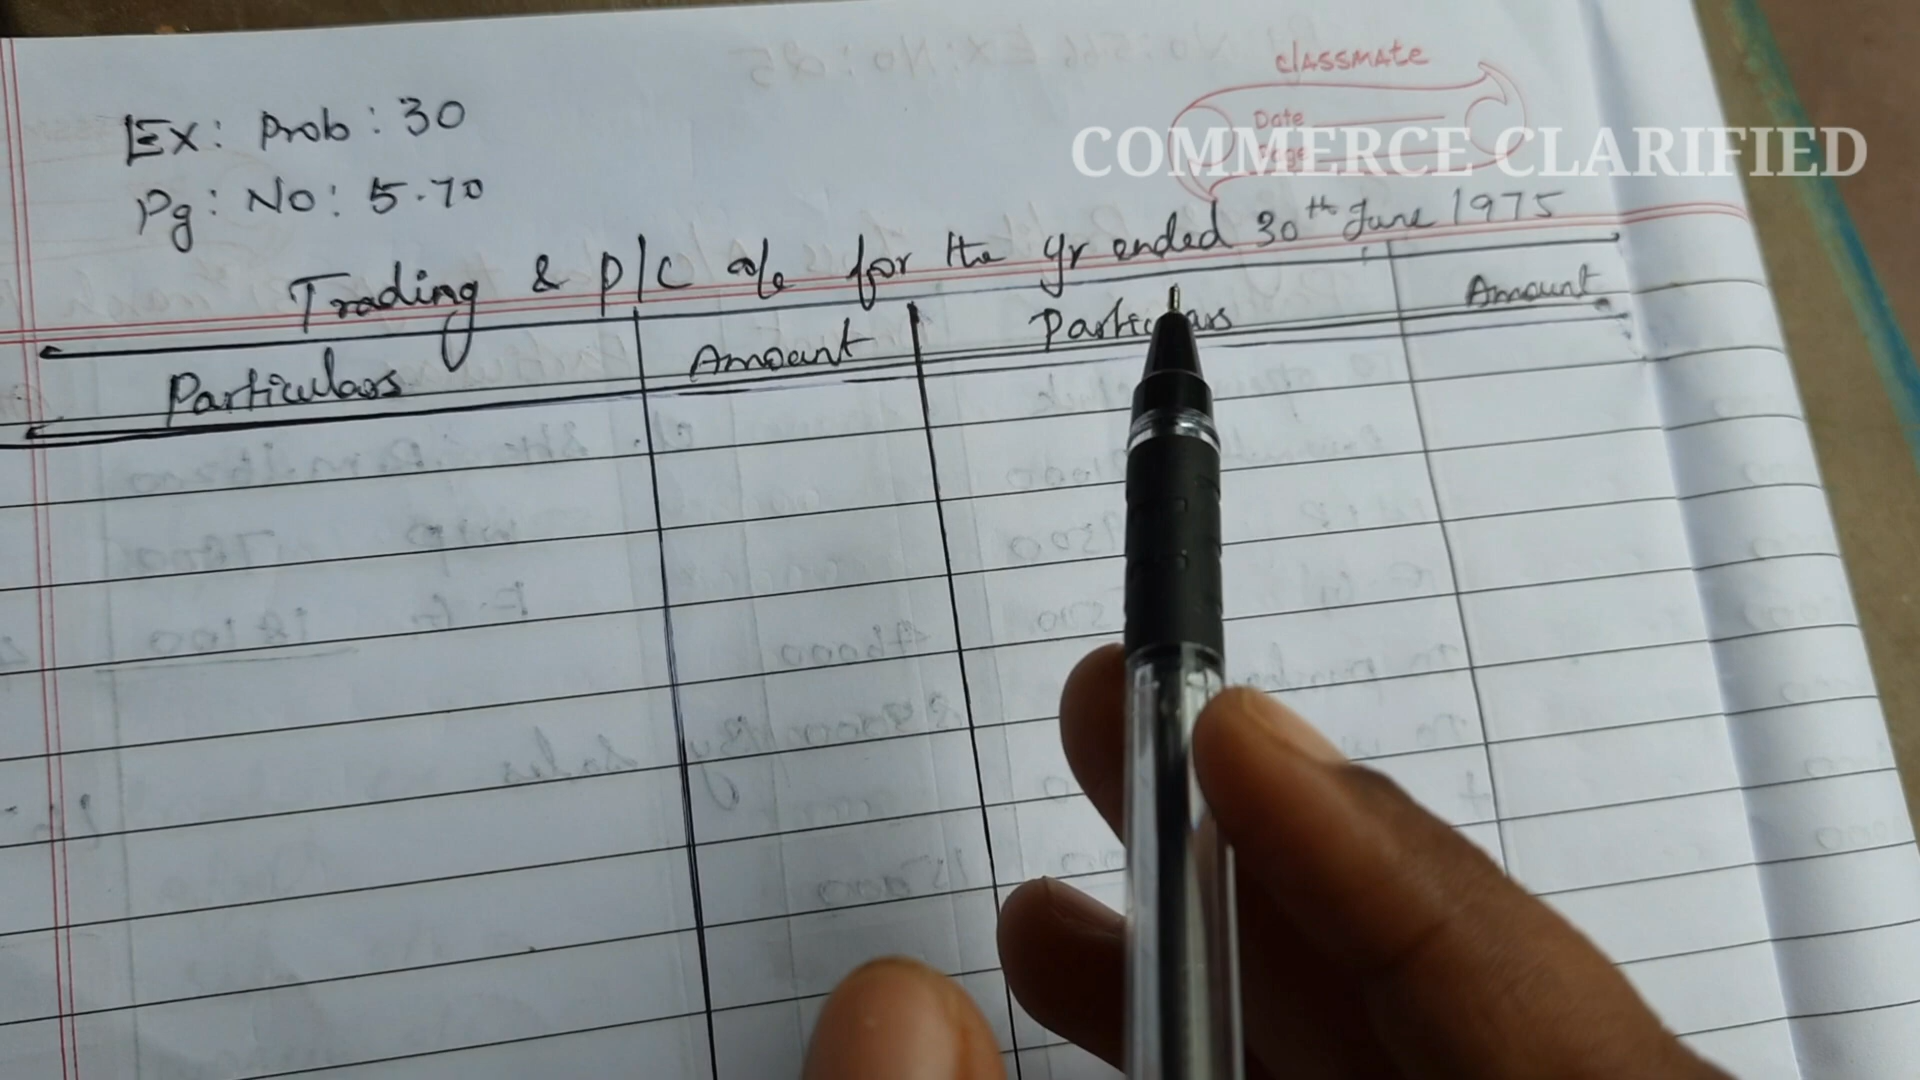 classmate
Date
Page
COMMERCE CLARIFIED
Ex: Prob: 30
Pg: No: 5.70
Trading & P/L a/c for the yr ended 30th June 1975
Particulars Amount Particulars Amount